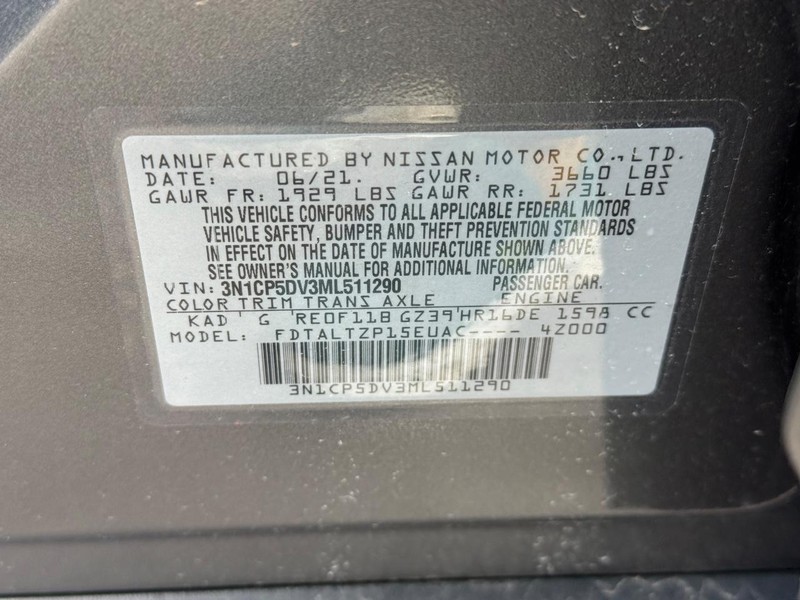 MANUFACTURED BY NISSAN MOTOR CO., LTD.
DATE: 06/21. GVWR: 3660 LBS
GAWR FR: 1929 LBS GAWR RR: 1731 LBS
THIS VEHICLE CONFORMS TO ALL APPLICABLE FEDERAL MOTOR
VEHICLE SAFETY, BUMPER AND THEFT PREVENTION STANDARDS
IN EFFECT ON THE DATE OF MANUFACTURE SHOWN ABOVE.
SEE OWNER'S MANUAL FOR ADDITIONAL INFORMATION.
VIN: 3N1CP5DV3ML511290 PASSENGER CAR.
COLOR TRIM TRANS AXLE ENGINE
KAD ' G 'RE0F11B GZ39'HR16DE 1598 CC
MODEL: FDTALTZP15EUAC---- 4Z000
3N1CP5DV3ML511290